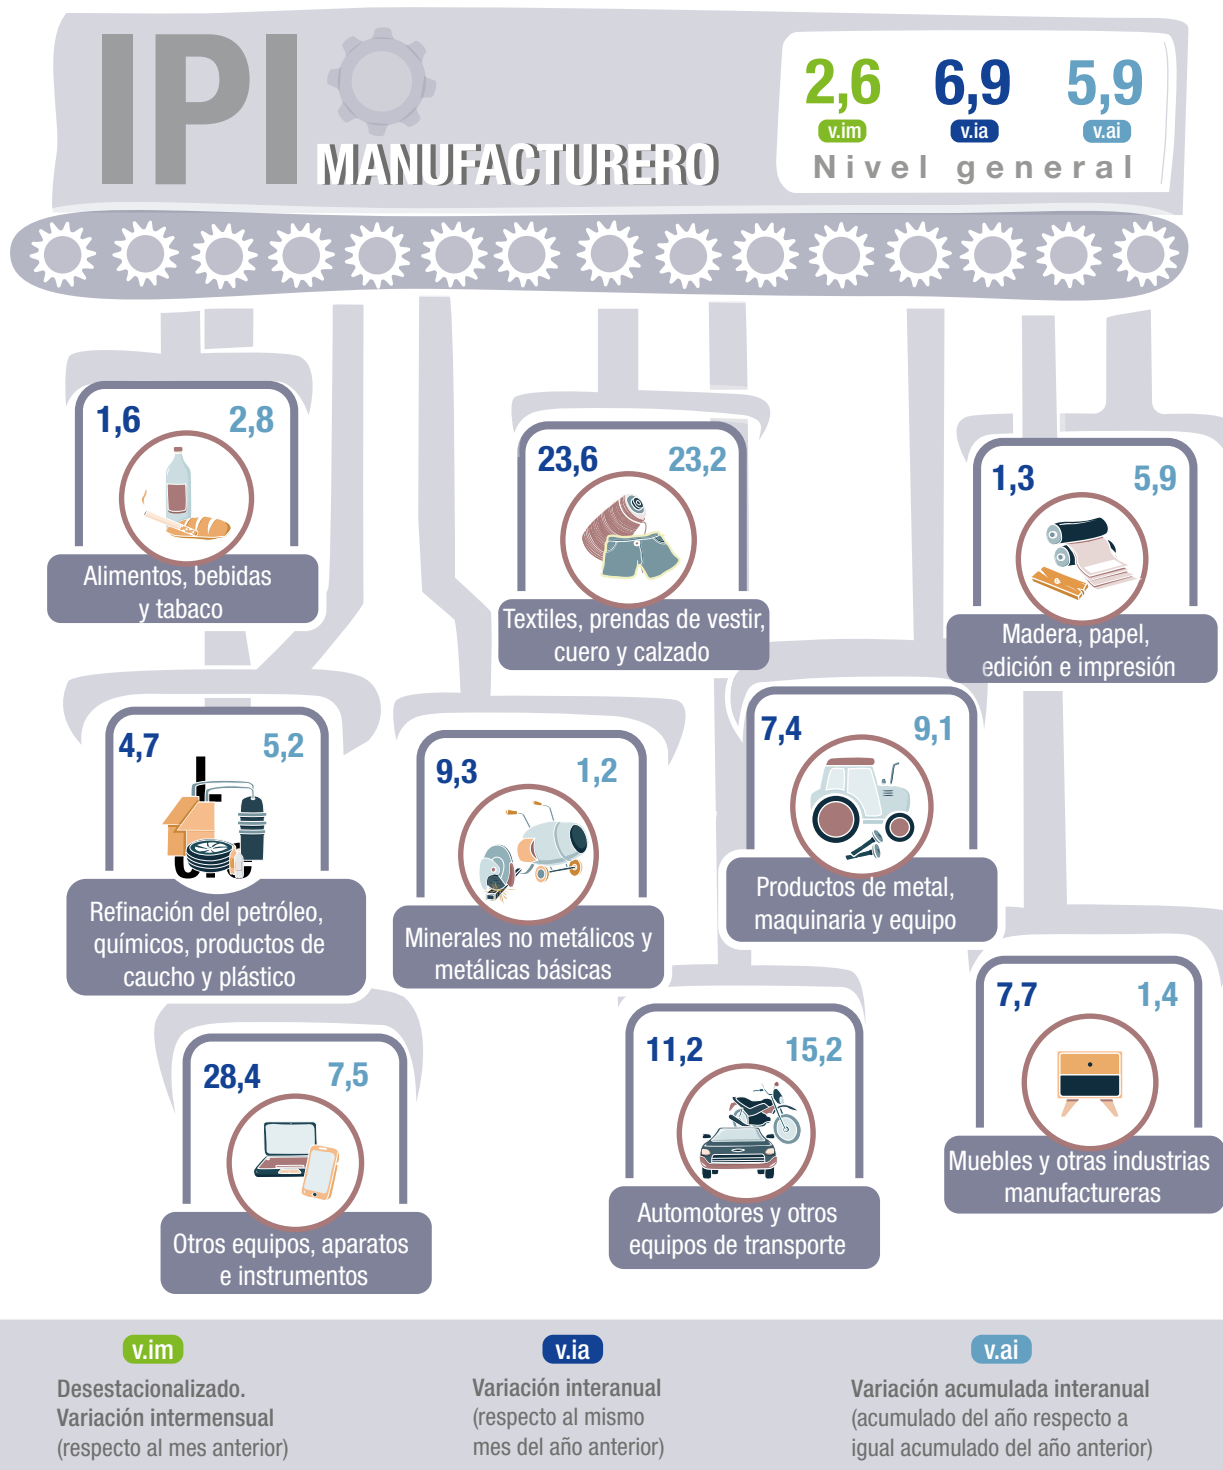 IPI
MANUFACTURERO
2,6 6,9 5,9
v.im v.ia v.ai
Nivel general
1,6 2,8
Alimentos, bebidas
y tabaco
23,6 23,2
Textiles, prendas de vestir,
cuero y calzado
1,3 5,9
Madera, papel,
edición e impresión
4,7 5,2
Refinación del petróleo,
químicos, productos de
caucho y plástico
9,3 1,2
Minerales no metálicos y
metálicas básicas
7,4 9,1
Productos de metal,
maquinaria y equipo
28,4 7,5
Otros equipos, aparatos
e instrumentos
11,2 15,2
Automotores y otros
equipos de transporte
7,7 1,4
Muebles y otras industrias
manufactureras
v.im
Desestacionalizado.
Variación intermensual
(respecto al mes anterior)
v.ia
Variación interanual
(respecto al mismo
mes del año anterior)
v.ai
Variación acumulada interanual
(acumulado del año respecto a
igual acumulado del año anterior)